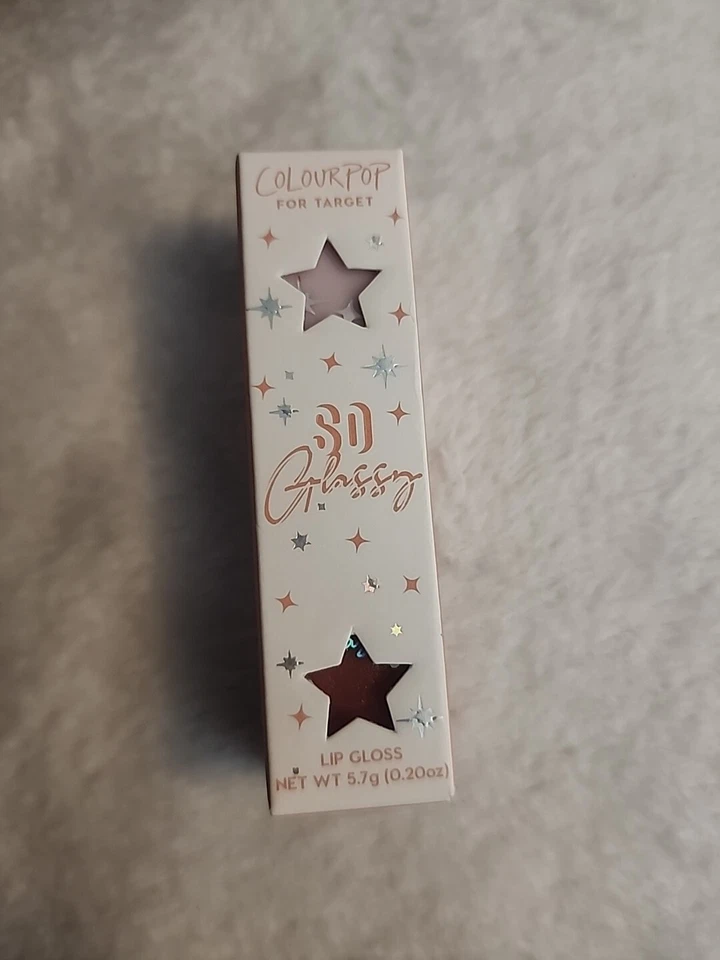 COLOURPOP
FOR TARGET
SO
Glassy
LIP GLOSS
NET WT 5.7g (0.20oz)